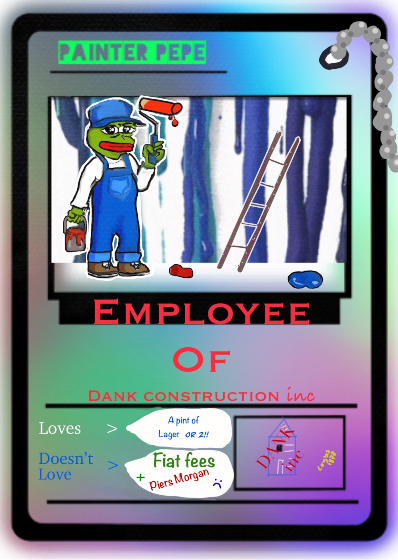 PAINTER PEPE
EMPLOYEE
OF
DANK CONSTRUCTION inc
Loves > A pint of
Lager OR 2!!
Doesn't
Love > + Fiat fees
Piers Morgan
DANK
inc